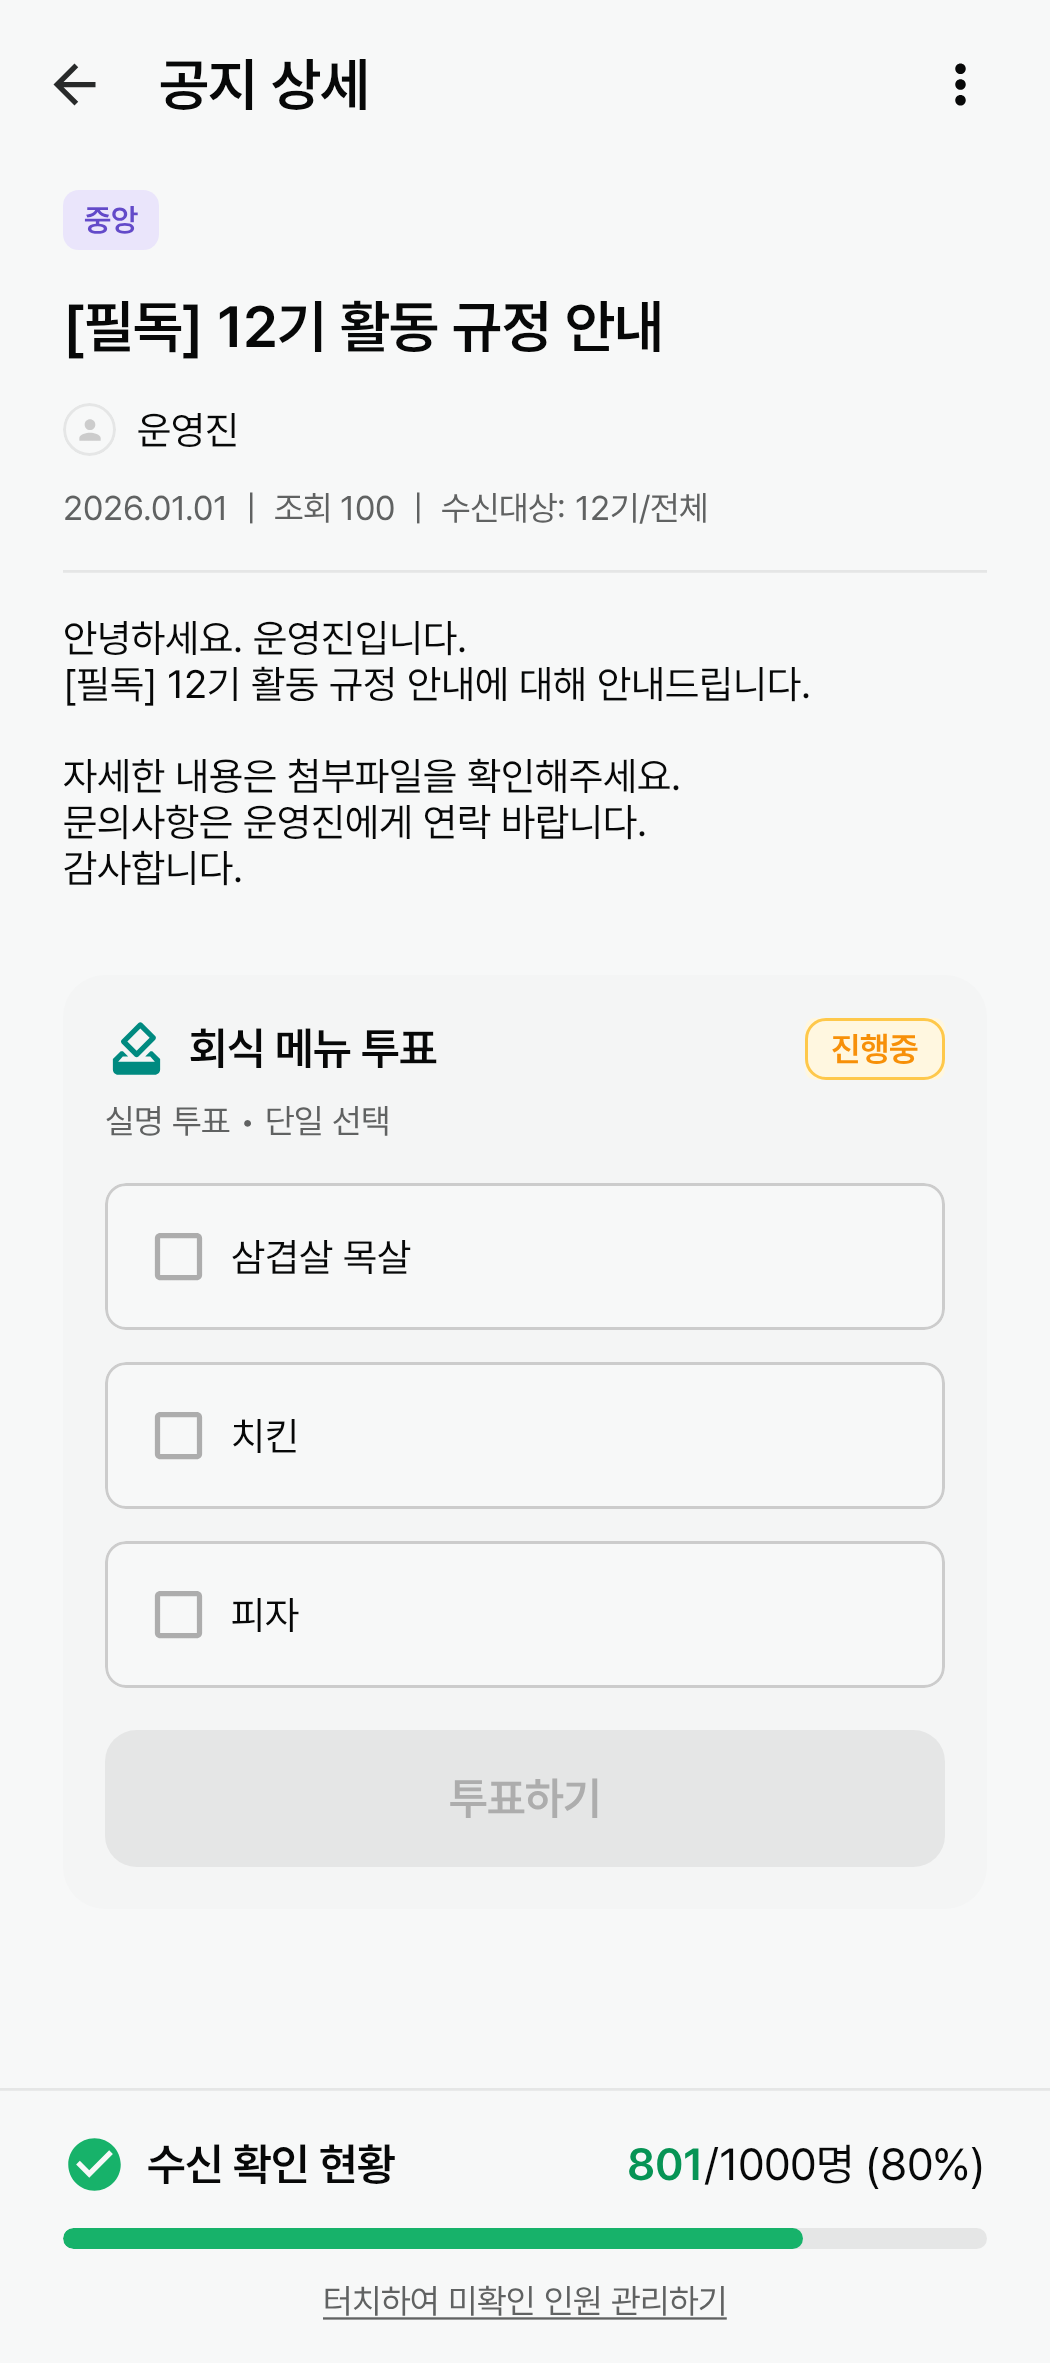 공지 상세
중앙
[필독] 12기 활동 규정 안내
운영진
2026.01.01 | 조회 100 | 수신대상: 12기/전체
안녕하세요. 운영진입니다.
[필독] 12기 활동 규정 안내에 대해 안내드립니다.
자세한 내용은 첨부파일을 확인해주세요.
문의사항은 운영진에게 연락 바랍니다.
감사합니다.
회식 메뉴 투표
진행중
실명 투표 • 단일 선택
삼겹살 목살
치킨
피자
투표하기
수신 확인 현황
801/1000명 (80%)
터치하여 미확인 인원 관리하기